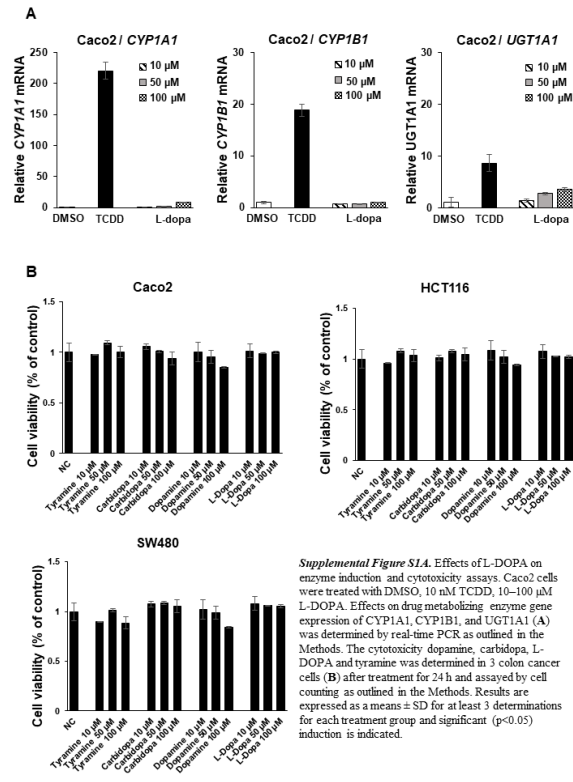 A
Caco2 / CYP1A1
Relative CYP1A1 mRNA
250
200
150
100
50
0
10 μM
50 μM
100 μM
DMSO
TCDD
L-dopa
Caco2 / CYP1B1
Relative CYP1B1 mRNA
30
20
10
0
10 μM
50 μM
100 μM
DMSO
TCDD
L-dopa
Caco2 / UGT1A1
Relative UGT1A1 mRNA
30
20
10
0
10 μM
50 μM
100 μM
DMSO
TCDD
L-dopa
B
Caco2
Cell viability (% of control)
1.5
1
0.5
0
NC
Tyramine 10 μM
Tyramine 50 μM
Tyramine 100 μM
Carbidopa 10 μM
Carbidopa 50 μM
Carbidopa 100 μM
Dopamine 10 μM
Dopamine 50 μM
Dopamine 100 μM
L-Dopa 10 μM
L-Dopa 50 μM
L-Dopa 100 μM
HCT116
Cell viability (% of control)
1.5
1
0.5
0
NC
Tyramine 10 μM
Tyramine 50 μM
Tyramine 100 μM
Carbidopa 10 μM
Carbidopa 50 μM
Carbidopa 100 μM
Dopamine 10 μM
Dopamine 50 μM
Dopamine 100 μM
L-Dopa 10 μM
L-Dopa 50 μM
L-Dopa 100 μM
SW480
Cell viability (% of control)
1.5
1
0.5
0
NC
Tyramine 10 μM
Tyramine 50 μM
Tyramine 100 μM
Carbidopa 10 μM
Carbidopa 50 μM
Carbidopa 100 μM
Dopamine 10 μM
Dopamine 50 μM
Dopamine 100 μM
L-Dopa 10 μM
L-Dopa 50 μM
L-Dopa 100 μM
Supplemental Figure S1A. Effects of L-DOPA on
enzyme induction and cytotoxicity assays. Caco2 cells
were treated with DMSO, 10 nM TCDD, 10–100 μM
L-DOPA. Effects on drug metabolizing enzyme gene
expression of CYP1A1, CYP1B1, and UGT1A1 (A)
was determined by real-time PCR as outlined in the
Methods. The cytotoxicity dopamine, carbidopa, L-
DOPA and tyramine was determined in 3 colon cancer
cells (B) after treatment for 24 h and assayed by cell
counting as outlined in the Methods. Results are
expressed as a means ± SD for at least 3 determinations
for each treatment group and significant (p<0.05)
induction is indicated.